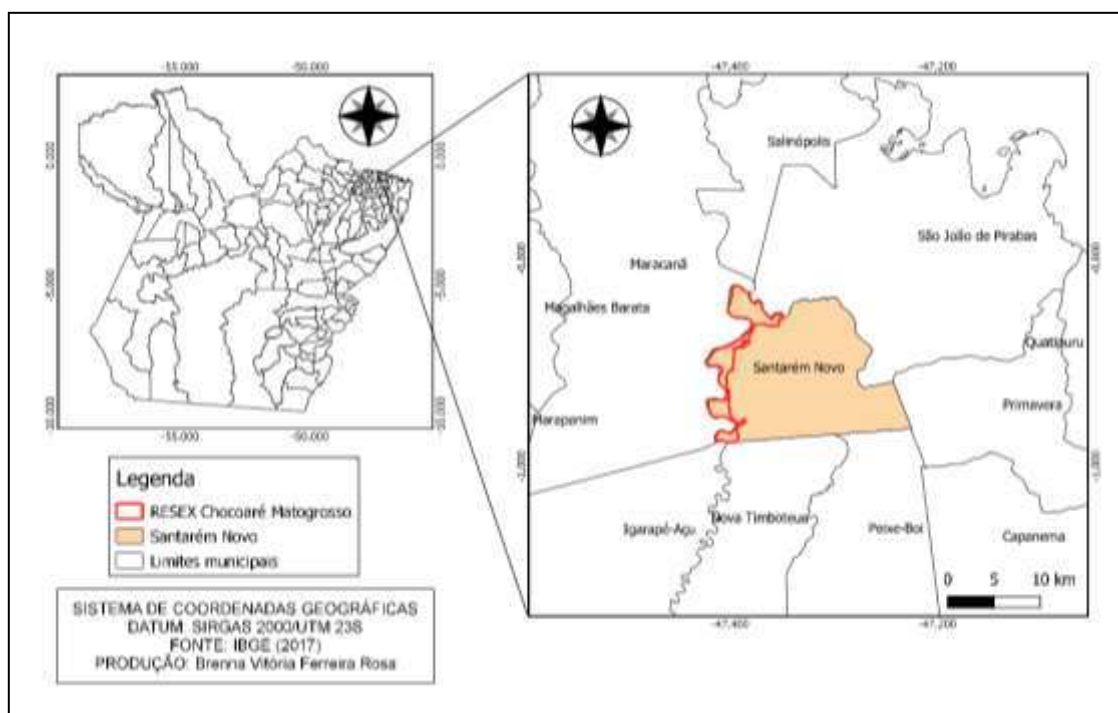 -55.000
-50.000
0.000
0.000
-5.000
-5.000
-10.000
-10.000
-55.000
-50.000
Legenda
RESEX Chocoaré Matogrosso
Santarém Novo
Limites municipais
SISTEMA DE COORDENADAS GEOGRÁFICAS
DATUM: SIRGAS 2000/UTM 23S
FONTE: IBGE (2017)
PRODUÇÃO: Brenna Vitória Ferreira Rosa
-47,400
-47,200
Salinópolis
São João de Pirabas
Maracanã
Magalhães Barata
Quatipuru
Santarém Novo
Primavera
Marapanim
-1,000
-1,000
Igarapé-Açu
Nova Timboteua
Peixe-Boi
Capanema
0 5 10 km
-47,400
-47,200